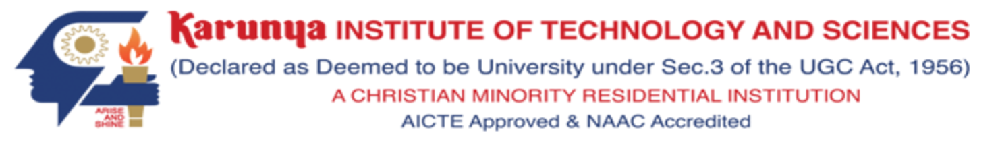 Karunya INSTITUTE OF TECHNOLOGY AND SCIENCES
(Declared as Deemed to be University under Sec.3 of the UGC Act, 1956)
A CHRISTIAN MINORITY RESIDENTIAL INSTITUTION
AICTE Approved & NAAC Accredited
ARISE
AND
SHINE